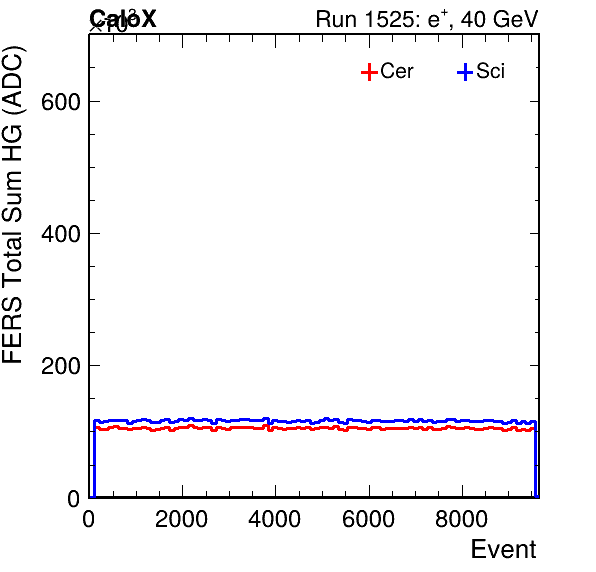 CaloX
×10³
Run 1525: e⁺, 40 GeV
FERS Total Sum HG (ADC)
Cer
Sci
600
400
200
0
0 2000 4000 6000 8000
Event